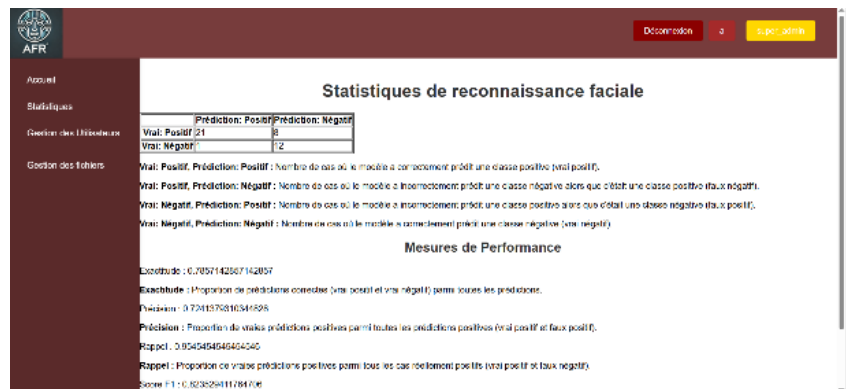 AFR
Déconnexion
a
super_admin
Accueil
Statistiques
Gestion des Utilisateurs
Gestion des fichiers
Statistiques de reconnaissance faciale
Prédiction: Positif Prédiction: Négatif
Vrai: Positif 21 8
Vrai: Négatif 1 12
Vrai: Positif, Prédiction: Positif : Nombre de cas où le modèle a correctement prédit une classe positive (vrai positif).
Vrai: Positif, Prédiction: Négatif : Nombre de cas où le modèle a incorrectement prédit une classe négative alors que c'était une classe positive (faux négatif).
Vrai: Négatif, Prédiction: Positif : Nombre de cas où le modèle a incorrectement prédit une classe positive alors que c'était une classe négative (faux positif).
Vrai: Négatif, Prédiction: Négatif : Nombre de cas où le modèle a correctement prédit une classe négative (vrai négatif)
Mesures de Performance
Exactitude : 0.7857142857142857
Exactitude : Proportion de prédictions correctes (vrai positif et vrai négatif) parmi toutes les prédictions.
Précision : 0.7241379310344828
Précision : Proportion de vraies prédictions positives parmi toutes les prédictions positives (vrai positif et faux positif).
Rappel : 0.9545454545454546
Rappel : Proportion de vraies prédictions positives parmi tous les cas réellement positifs (vrai positif et faux négatif).
Score F1 : 0.823529411764706